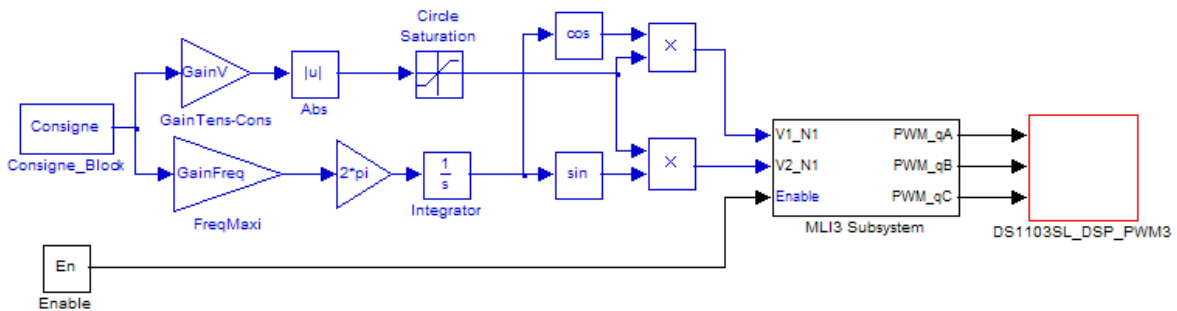 Circle
Saturation
cos
×
GainV
|u|
GainTens-Cons
Abs
Consigne
Consigne_Block
GainFreq
2*pi
1
s
sin
×
FreqMaxi
Integrator
V1_N1
V2_N1
Enable
PWM_qA
PWM_qB
PWM_qC
MLI3 Subsystem
DS1103SL_DSP_PWM3
En
Enable